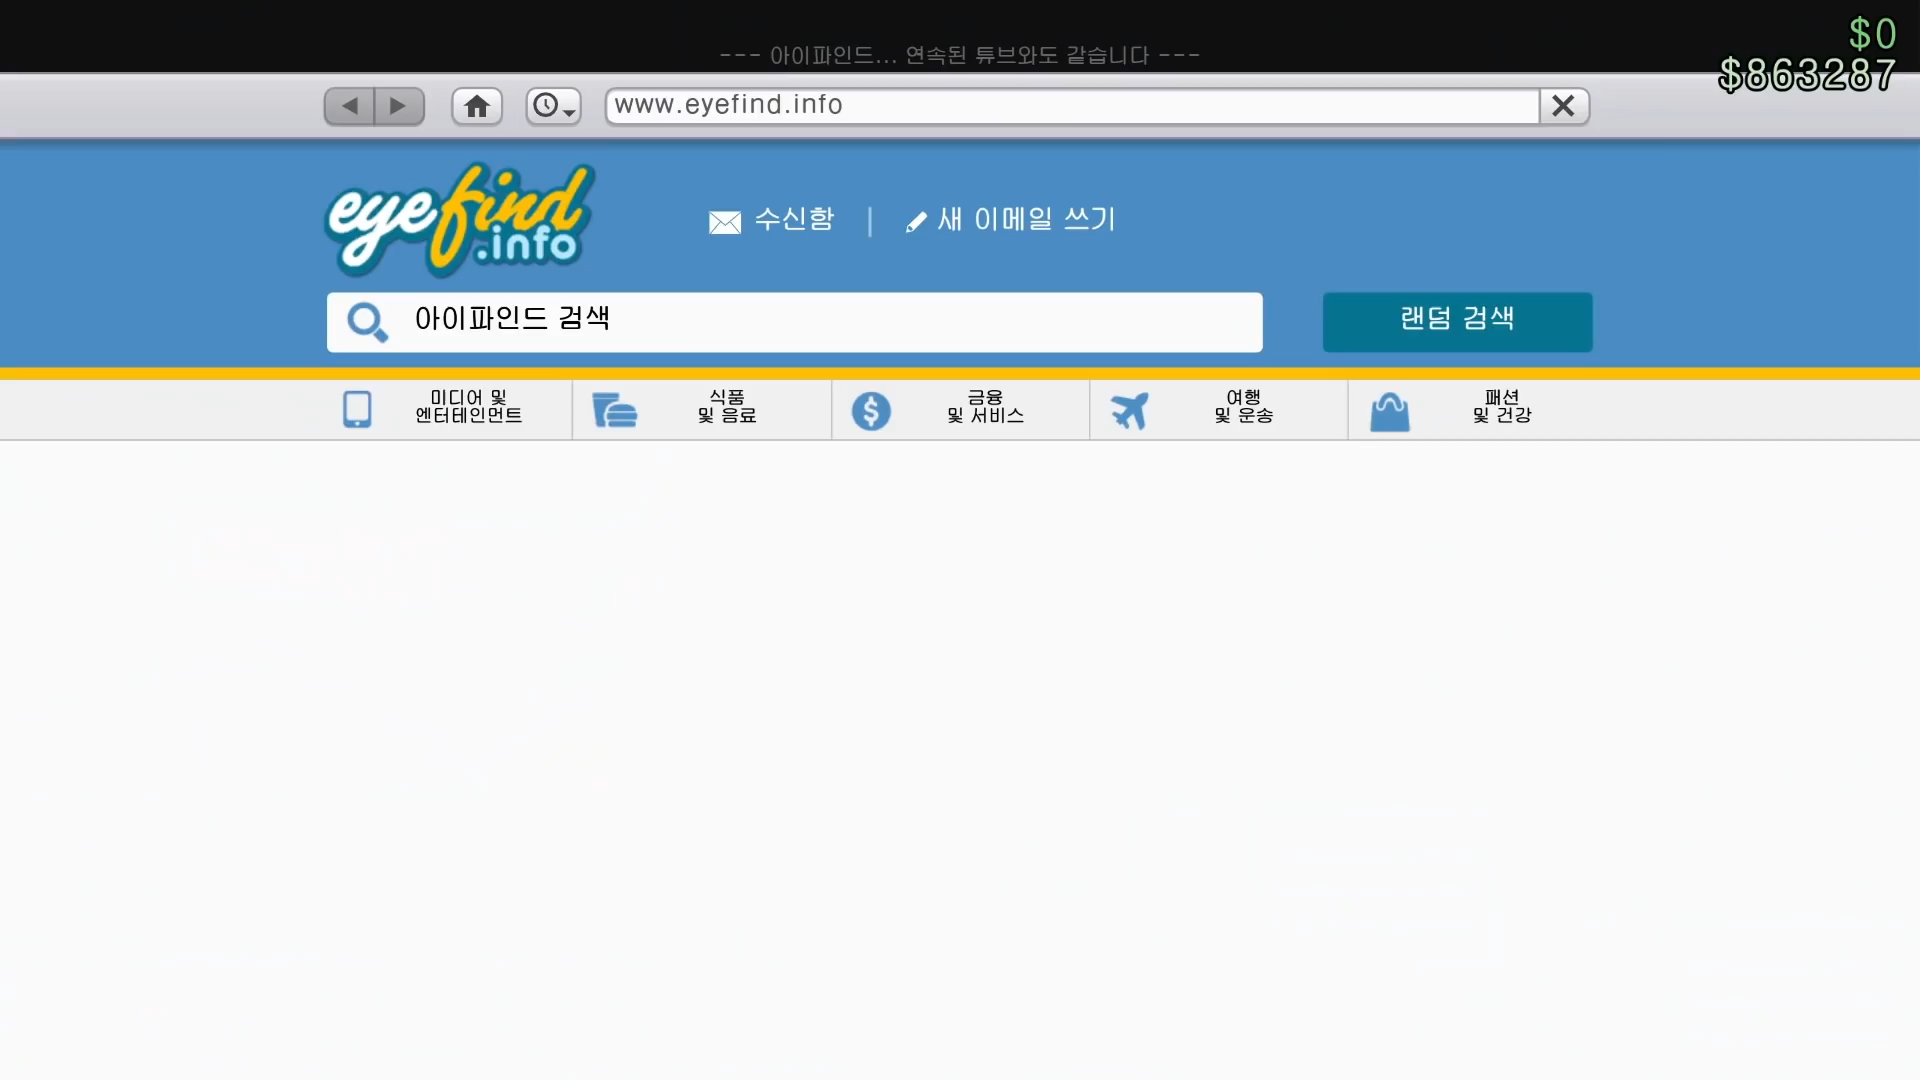 $0
--- 아이파인드... 연속된 튜브와도 같습니다 ---
$863287
www.eyefind.info
eyefind
.info
수신함 | 새 이메일 쓰기
아이파인드 검색
랜덤 검색
미디어 및
엔터테인먼트
식품
및 음료
금융
및 서비스
여행
및 운송
패션
및 건강